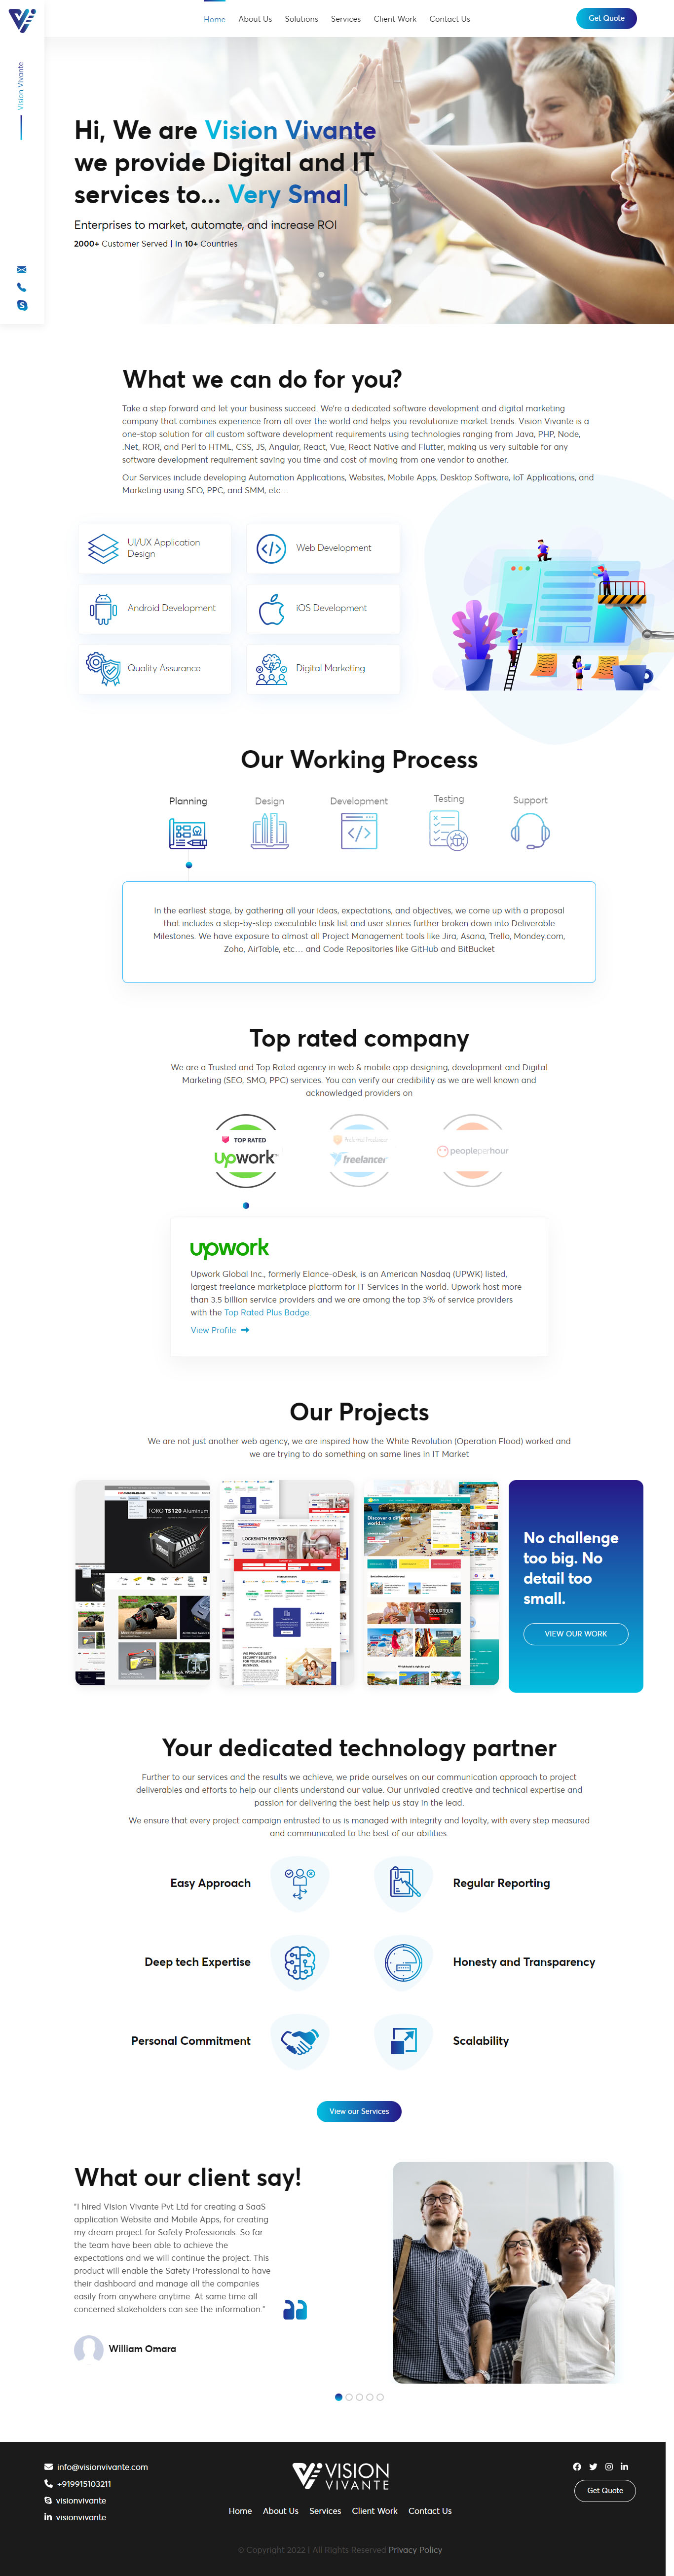 Home
About Us
Solutions
Services
Client Work
Contact Us
Get Quote
Vision Vivante
Hi, We are Vision Vivante
we provide Digital and IT
services to... Very Sma|
Enterprises to market, automate, and increase ROI
2000+ Customer Served | In 10+ Countries
What we can do for you?
Take a step forward and let your business succeed. We're a dedicated software development and digital marketing
company that combines experience from all over the world and helps you revolutionize market trends. Vision Vivante is a
one-stop solution for all custom software development requirements using technologies ranging from Java, PHP, Node,
.Net, ROR, and Perl to HTML, CSS, JS, Angular, React, Vue, React Native and Flutter, making us very suitable for any
software development requirement saving you time and cost of moving from one vendor to another.
Our Services include developing Automation Applications, Websites, Mobile Apps, Desktop Software, IoT Applications, and
Marketing using SEO, PPC, and SMM, etc…
UI/UX Application
Design
Web Development
Android Development
iOS Development
Quality Assurance
Digital Marketing
Our Working Process
Planning
Design
Development
Testing
Support
In the earliest stage, by gathering all your ideas, expectations, and objectives, we come up with a proposal
that includes a step-by-step executable task list and user stories further broken down into Deliverable
Milestones. We have exposure to almost all Project Management tools like Jira, Asana, Trello, Mondey.com,
Zoho, AirTable, etc… and Code Repositories like GitHub and BitBucket
Top rated company
We are a Trusted and Top Rated agency in web & mobile app designing, development and Digital
Marketing (SEO, SMO, PPC) services. You can verify our credibility as we are well known and
acknowledged providers on
TOP RATED
upwork
Preferred Freelancer
freelancer
peopleperhour
upwork
Upwork Global Inc., formerly Elance-oDesk, is an American Nasdaq (UPWK) listed,
largest freelance marketplace platform for IT Services in the world. Upwork host more
than 3.5 billion service providers and we are among the top 3% of service providers
with the Top Rated Plus Badge.
View Profile
Our Projects
We are not just another web agency, we are inspired how the White Revolution (Operation Flood) worked and
we are trying to do something on same lines in IT Market
TORO TS120 Aluminum
LOCKSMITH SERVICES
WE PROVIDE BEST
SECURITY SOLUTIONS
FOR YOUR HOME &
BUSINESS.
Discover a different
world...
GROUP TOUR
No challenge
too big. No
detail too
small.
VIEW OUR WORK
Your dedicated technology partner
Further to our services and the results we achieve, we pride ourselves on our communication approach to project
deliverables and efforts to help our clients understand our value. Our unrivaled creative and technical expertise and
passion for delivering the best help us stay in the lead.
We ensure that every project campaign entrusted to us is managed with integrity and loyalty, with every step measured
and communicated to the best of our abilities.
Easy Approach
Regular Reporting
Deep tech Expertise
Honesty and Transparency
Personal Commitment
Scalability
View our Services
What our client say!
"I hired VIsion Vivante Pvt Ltd for creating a SaaS
application Website and Mobile Apps, for creating
my dream project for Safety Professionals. So far
the team have been able to achieve the
expectations and we will continue the project. This
product will enable the Safety Professional to have
their dashboard and manage all the companies
easily from anywhere anytime. At same time all
concerned stakeholders can see the information."
William Omara
info@visionvivante.com
+919915103211
visionvivante
visionvivante
VISION
VIVANTE
Home
About Us
Services
Client Work
Contact Us
Get Quote
© Copyright 2022 | All Rights Reserved Privacy Policy